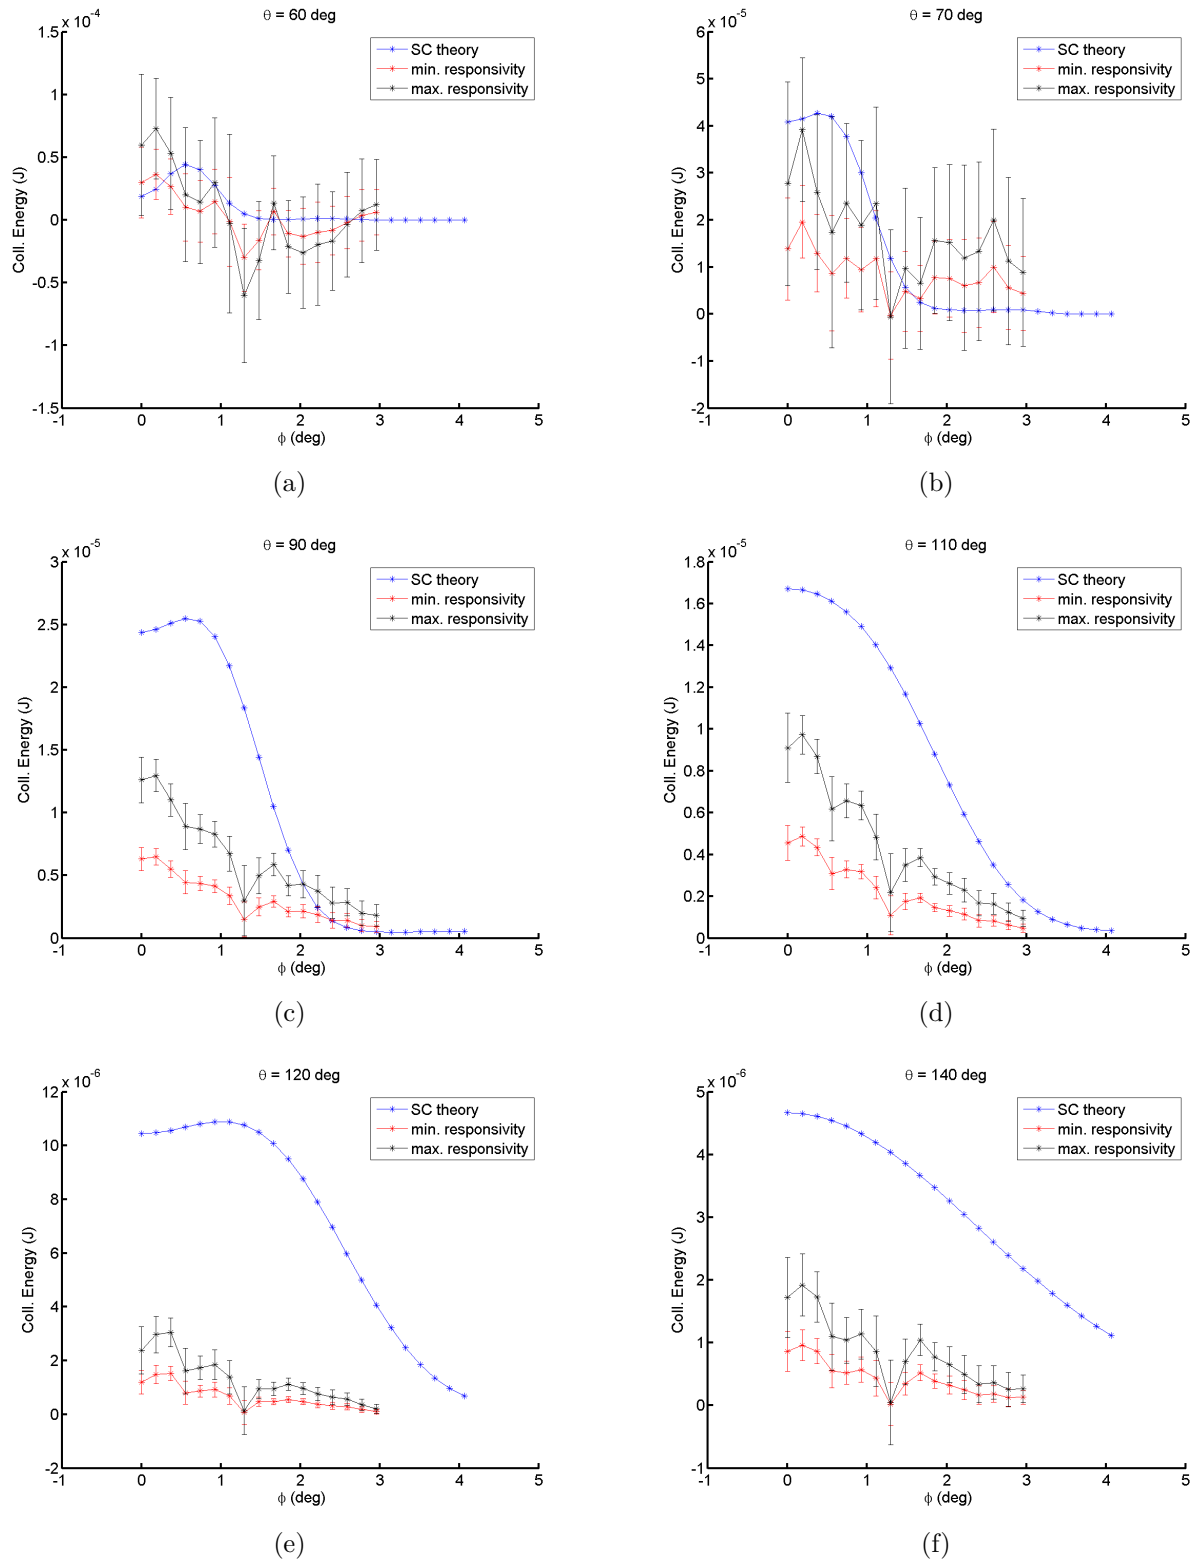 x 10^-4
θ = 60 deg
SC theory
min. responsivity
max. responsivity
1.5
1
0.5
0
-0.5
-1
-1.5
Coll. Energy (J)
-1 0 1 2 3 4 5
ϕ (deg)
(a)
x 10^-5
θ = 70 deg
SC theory
min. responsivity
max. responsivity
6
5
4
3
2
1
0
-1
-2
Coll. Energy (J)
-1 0 1 2 3 4 5
ϕ (deg)
(b)
x 10^-5
θ = 90 deg
SC theory
min. responsivity
max. responsivity
3
2.5
2
1.5
1
0.5
0
Coll. Energy (J)
-1 0 1 2 3 4 5
ϕ (deg)
(c)
x 10^-5
θ = 110 deg
SC theory
min. responsivity
max. responsivity
1.8
1.6
1.4
1.2
1
0.8
0.6
0.4
0.2
0
Coll. Energy (J)
-1 0 1 2 3 4 5
ϕ (deg)
(d)
x 10^-6
θ = 120 deg
SC theory
min. responsivity
max. responsivity
12
10
8
6
4
2
0
-2
Coll. Energy (J)
-1 0 1 2 3 4 5
ϕ (deg)
(e)
x 10^-6
θ = 140 deg
SC theory
min. responsivity
max. responsivity
5
4
3
2
1
0
-1
Coll. Energy (J)
-1 0 1 2 3 4 5
ϕ (deg)
(f)